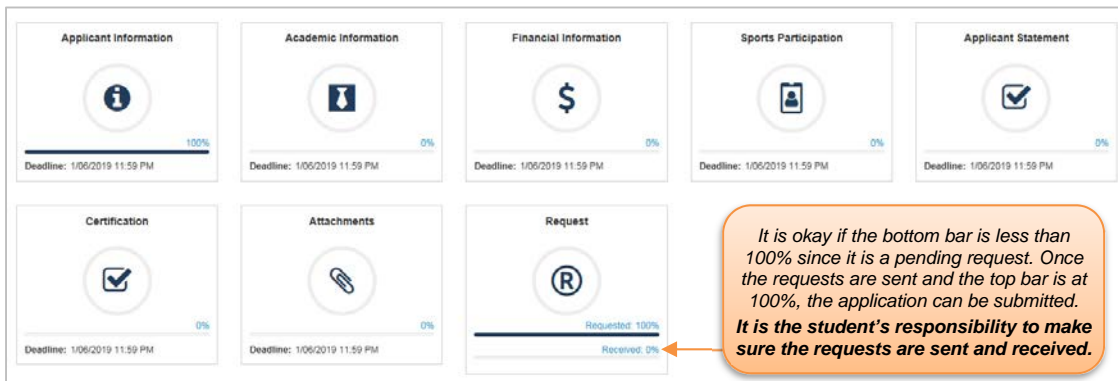 Applicant Information
100%
Deadline: 1/06/2019 11:59 PM
Academic Information
0%
Deadline: 1/06/2019 11:59 PM
Financial Information
$
0%
Deadline: 1/06/2019 11:59 PM
Sports Participation
0%
Deadline: 1/06/2019 11:59 PM
Applicant Statement
0%
Deadline: 1/06/2019 11:59 PM
Certification
0%
Deadline: 1/06/2019 11:59 PM
Attachments
0%
Deadline: 1/06/2019 11:59 PM
Request
®
Requested: 100%
Received: 0%
It is okay if the bottom bar is less than
100% since it is a pending request. Once
the requests are sent and the top bar is at
100%, the application can be submitted.
It is the student’s responsibility to make
sure the requests are sent and received.